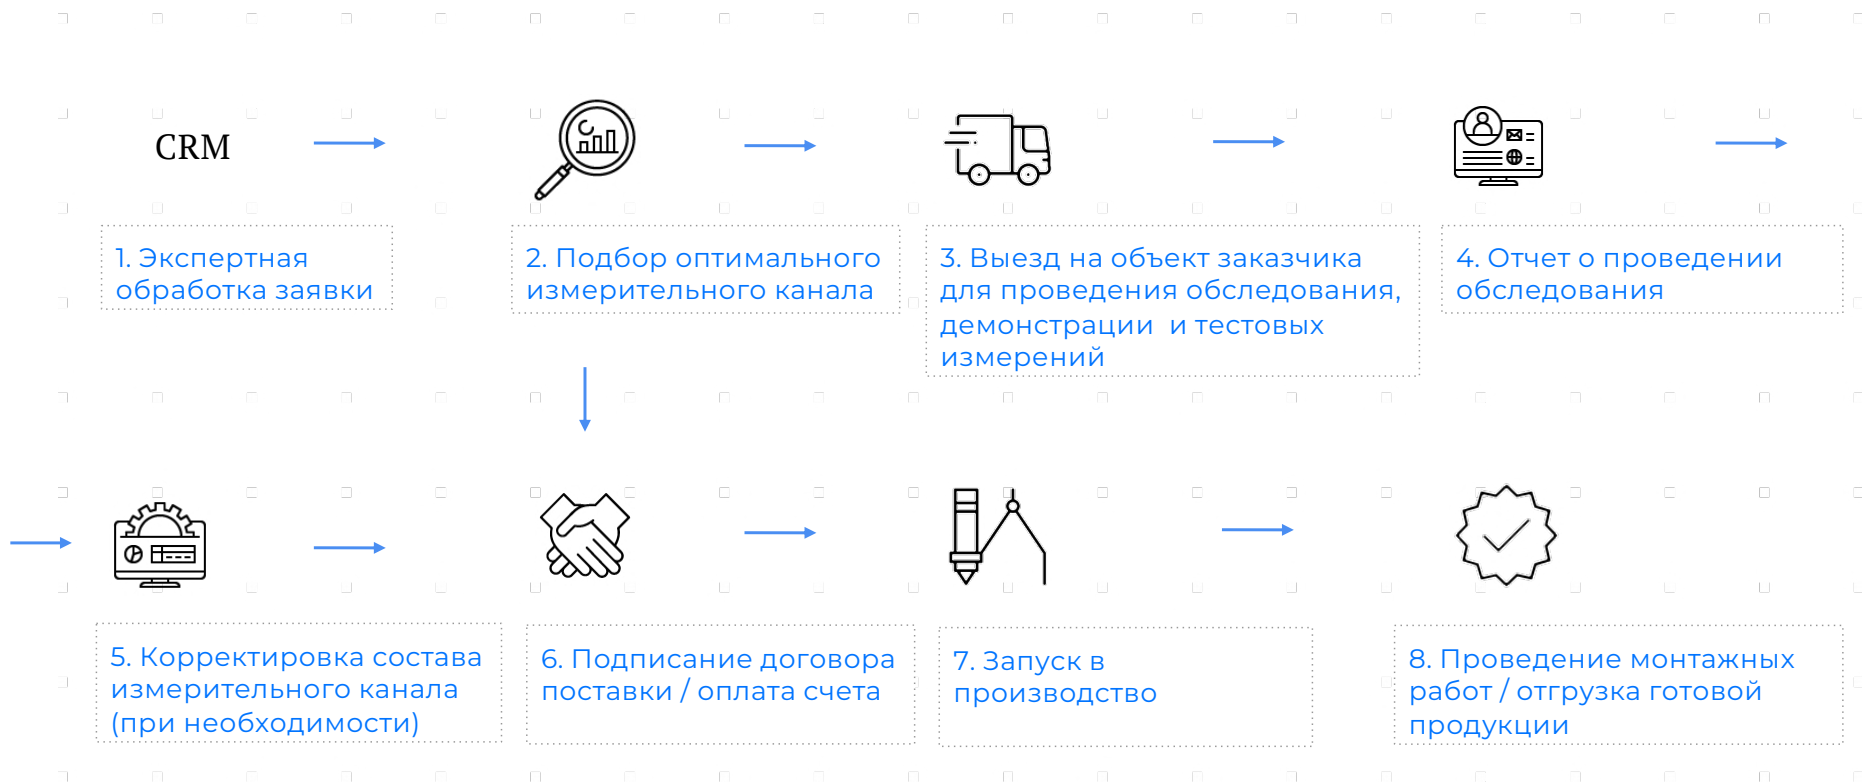 CRM
1. Экспертная
обработка заявки
2. Подбор оптимального
измерительного канала
3. Выезд на объект заказчика
для проведения обследования,
демонстрации  и тестовых
измерений
4. Отчет о проведении
обследования
5. Корректировка состава
измерительного канала
(при необходимости)
6. Подписание договора
поставки / оплата счета
7. Запуск в
производство
8. Проведение монтажных
работ / отгрузка готовой
продукции